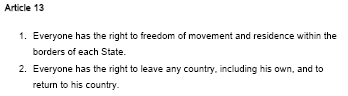 Article 13
1. Everyone has the right to freedom of movement and residence within the
borders of each State.
2. Everyone has the right to leave any country, including his own, and to
return to his country.